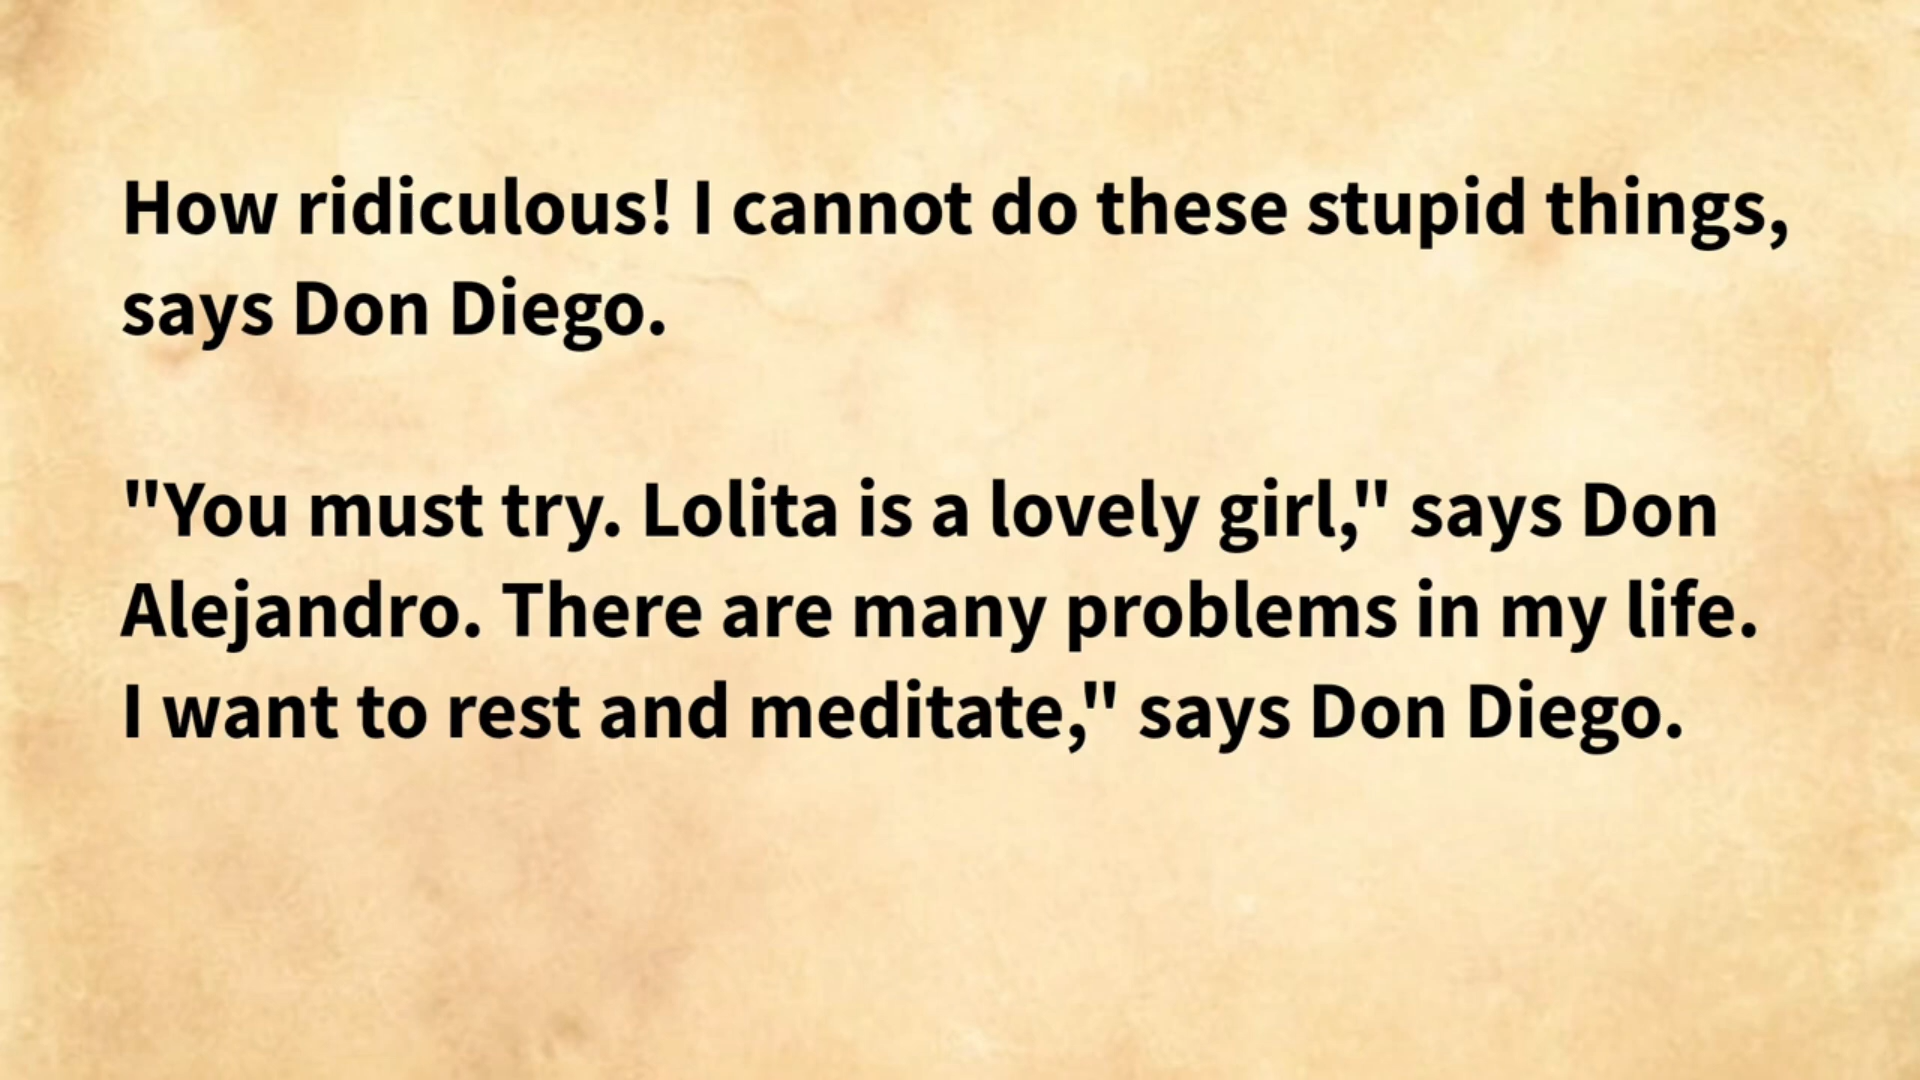 How ridiculous! I cannot do these stupid things,
says Don Diego.
"You must try. Lolita is a lovely girl," says Don
Alejandro. There are many problems in my life.
I want to rest and meditate," says Don Diego.